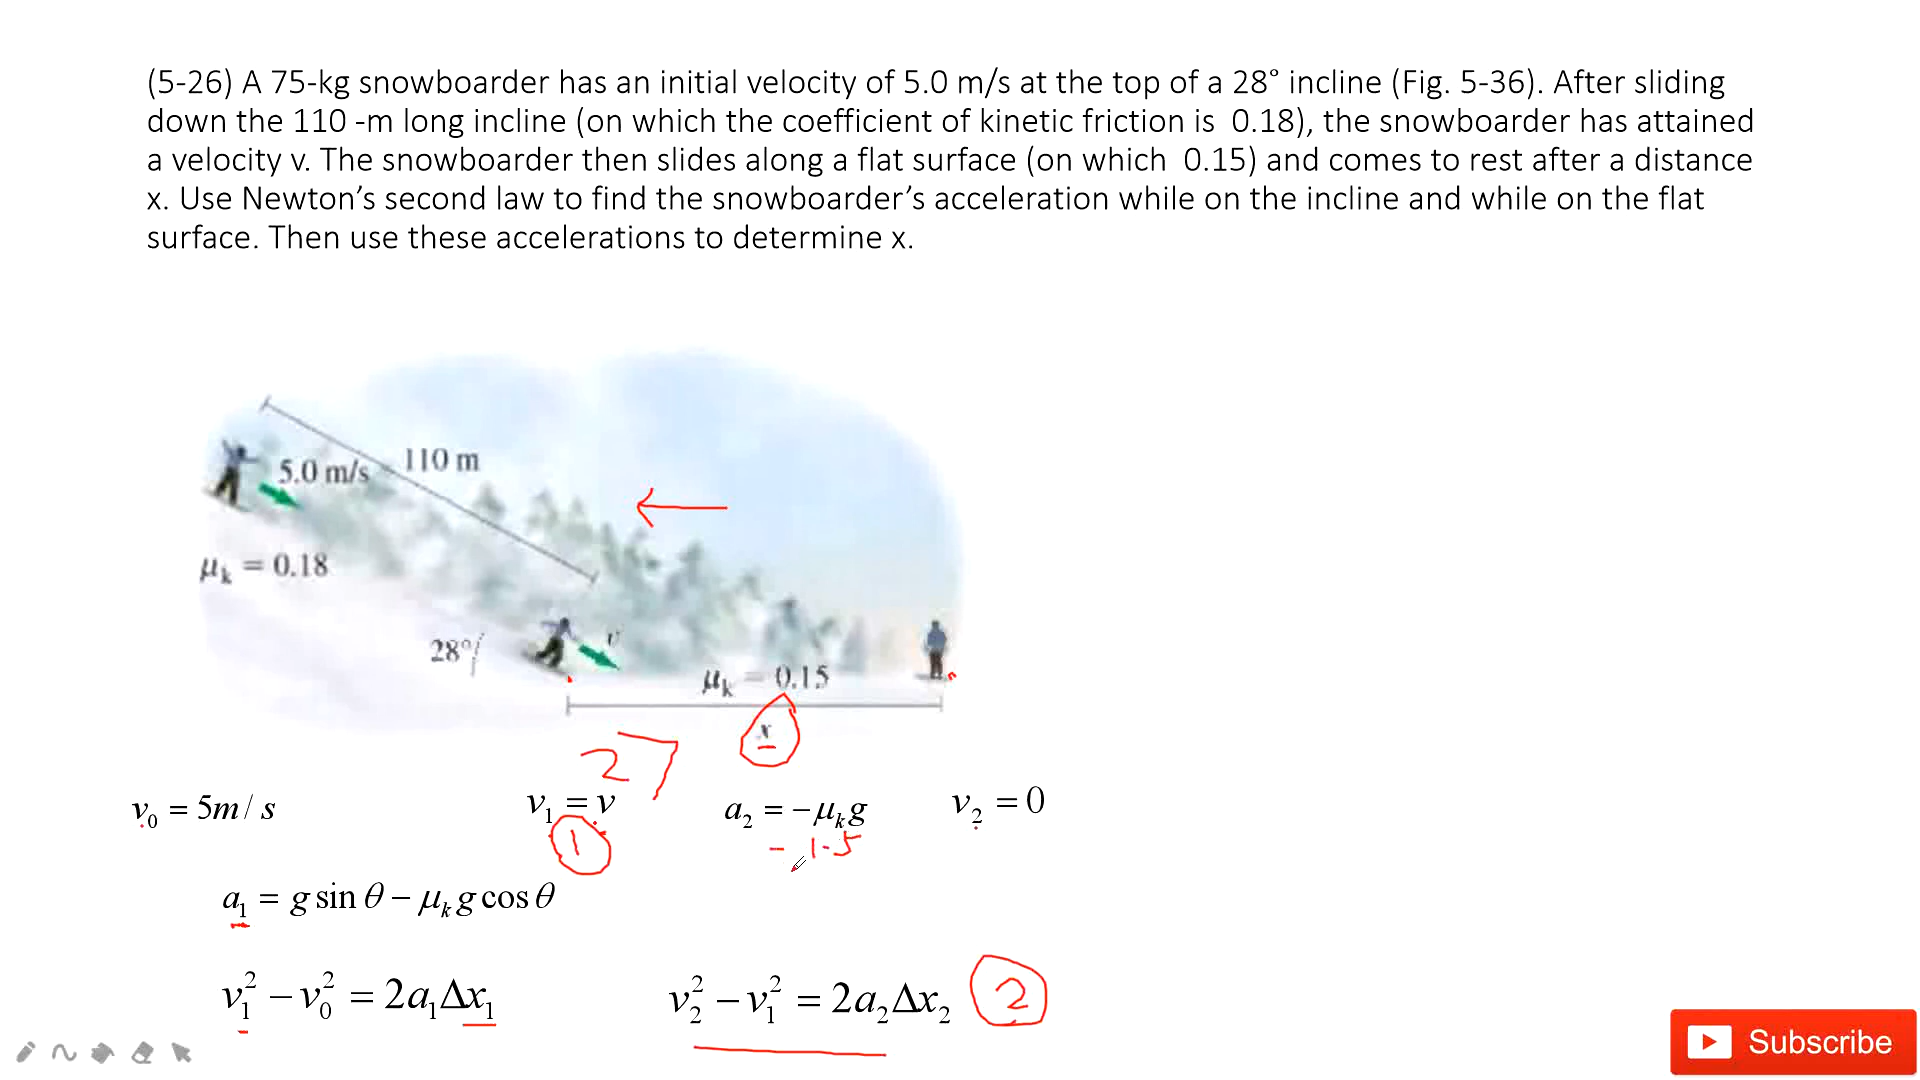 (5-26) A 75-kg snowboarder has an initial velocity of 5.0 m/s at the top of a 28° incline (Fig. 5-36). After sliding
down the 110 -m long incline (on which the coefficient of kinetic friction is  0.18), the snowboarder has attained
a velocity v. The snowboarder then slides along a flat surface (on which  0.15) and comes to rest after a distance
x. Use Newton’s second law to find the snowboarder’s acceleration while on the incline and while on the flat
surface. Then use these accelerations to determine x.
110 m
5.0 m/s
μk = 0.18
28°
v
μk = 0.15
x
27
v₀ = 5m / s
v₁ = v
a₂ = −μₖg
v₂ = 0
1
- 1.5
a₁ = g sin θ − μₖg cos θ
v₁² − v₀² = 2a₁Δx₁
v₂² − v₁² = 2a₂Δx₂
2
Subscribe